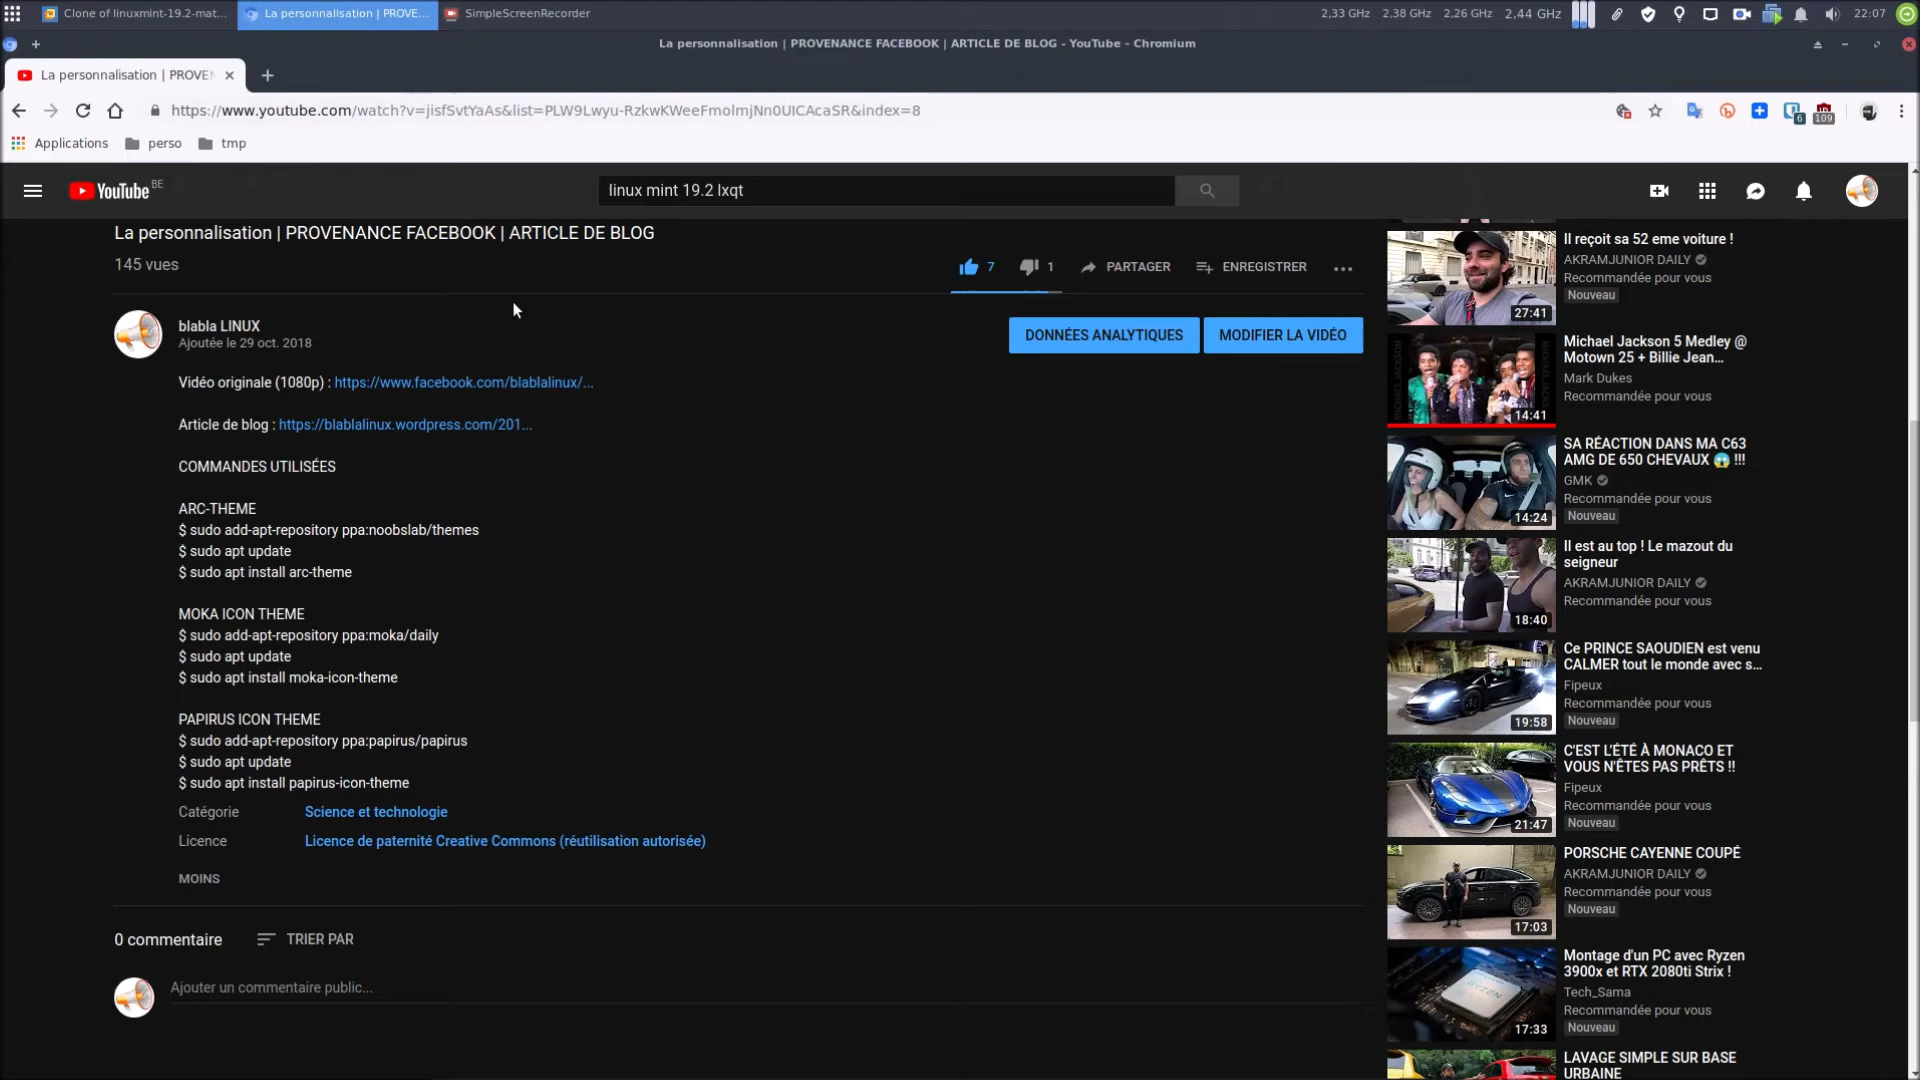 Clone of linuxmint-19.2-mat...
La personnalisation | PROVE...
SimpleScreenRecorder
2,33 GHz 2,38 GHz 2,26 GHz 2,44 GHz
22:07
La personnalisation | PROVENANCE FACEBOOK | ARTICLE DE BLOG - YouTube - Chromium
La personnalisation | PROVEN
https://www.youtube.com/watch?v=jisfSvtYaAs&list=PLW9Lwyu-RzkwKWeeFmolmjNn0UICAcaSR&index=8
6
109
Applications
perso
tmp
YouTube BE
linux mint 19.2 lxqt
La personnalisation | PROVENANCE FACEBOOK | ARTICLE DE BLOG
145 vues
7
1
PARTAGER
ENREGISTRER
blabla LINUX
Ajoutée le 29 oct. 2018
DONNÉES ANALYTIQUES
MODIFIER LA VIDÉO
Vidéo originale (1080p) : https://www.facebook.com/blablalinux/...
Article de blog : https://blablalinux.wordpress.com/201...
COMMANDES UTILISÉES
ARC-THEME
$ sudo add-apt-repository ppa:noobslab/themes
$ sudo apt update
$ sudo apt install arc-theme
MOKA ICON THEME
$ sudo add-apt-repository ppa:moka/daily
$ sudo apt update
$ sudo apt install moka-icon-theme
PAPIRUS ICON THEME
$ sudo add-apt-repository ppa:papirus/papirus
$ sudo apt update
$ sudo apt install papirus-icon-theme
Catégorie
Science et technologie
Licence
Licence de paternité Creative Commons (réutilisation autorisée)
MOINS
0 commentaire
TRIER PAR
Ajouter un commentaire public...
27:41
Il reçoit sa 52 eme voiture !
AKRAMJUNIOR DAILY
Recommandée pour vous
Nouveau
14:41
Michael Jackson 5 Medley @
Motown 25 + Billie Jean...
Mark Dukes
Recommandée pour vous
14:24
SA RÉACTION DANS MA C63
AMG DE 650 CHEVAUX 😱 !!!
GMK
Recommandée pour vous
Nouveau
18:40
Il est au top ! Le mazout du
seigneur
AKRAMJUNIOR DAILY
Recommandée pour vous
19:58
Ce PRINCE SAOUDIEN est venu
CALMER tout le monde avec s...
Fipeux
Recommandée pour vous
Nouveau
21:47
C'EST L'ÉTÉ À MONACO ET
VOUS N'ÊTES PAS PRÊTS !!
Fipeux
Recommandée pour vous
Nouveau
17:03
PORSCHE CAYENNE COUPÉ
AKRAMJUNIOR DAILY
Recommandée pour vous
Nouveau
RYZEN
17:33
Montage d'un PC avec Ryzen
3900x et RTX 2080ti Strix !
Tech_Sama
Recommandée pour vous
Nouveau
LAVAGE SIMPLE SUR BASE
URBAINE